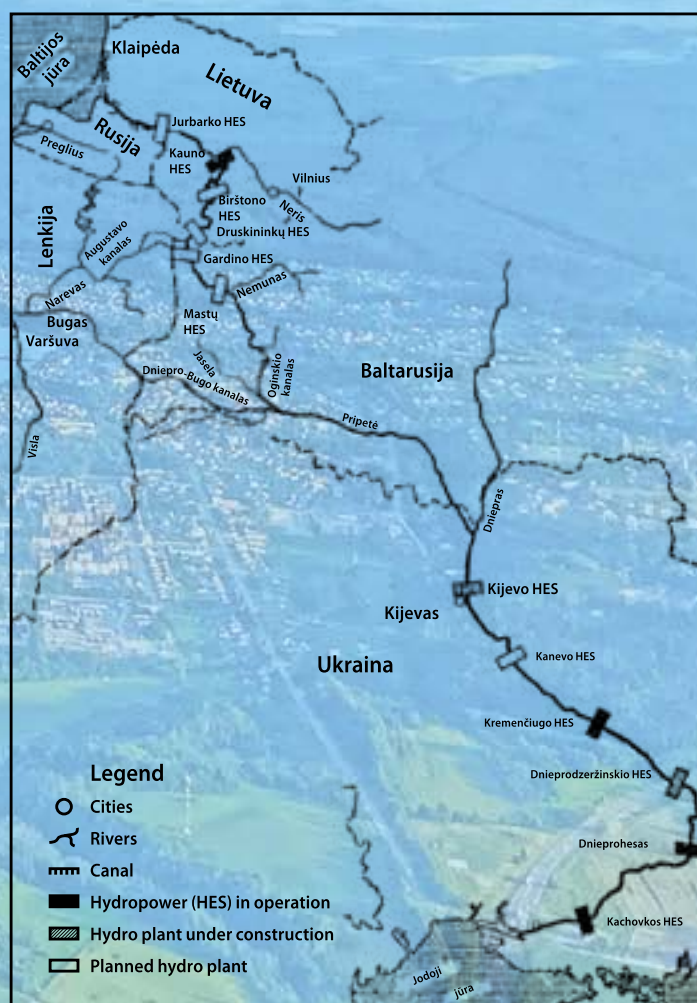 Klaipėda
Baltijos
jūra
Lietuva
Jurbarko HES
Rusija
Preglius
Kauno
HES
Vilnius
Birštono
HES
Neris
Druskininkų HES
Lenkija
Augustavo
kanalas
Gardino HES
Narevas
Nemunas
Bugas
Mastų
HES
Varšuva
Jasela
Dniepro-Bugo kanalas
Oginskio
kanalas
Baltarusija
Pripetė
Visla
Dniepras
Kijevo HES
Kijevas
Ukraina
Kanevo HES
Kremenčiugo HES
Dnieprodzeržinskio HES
Dnieprohesas
Kachovkos HES
Jodoji
jūra
Legend
Cities
Rivers
Canal
Hydropower (HES) in operation
Hydro plant under construction
Planned hydro plant